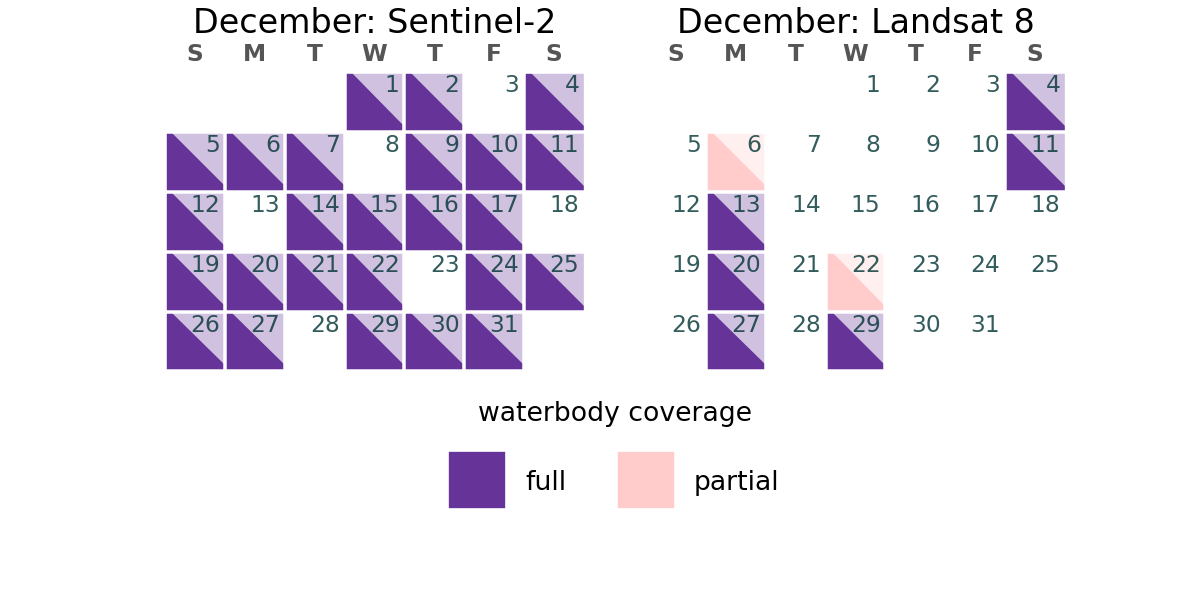 December: Sentinel-2
S M T W T F S
1 2 3 4
5 6 7 8 9 10 11
12 13 14 15 16 17 18
19 20 21 22 23 24 25
26 27 28 29 30 31
December: Landsat 8
S M T W T F S
1 2 3 4
5 6 7 8 9 10 11
12 13 14 15 16 17 18
19 20 21 22 23 24 25
26 27 28 29 30 31
waterbody coverage
full partial